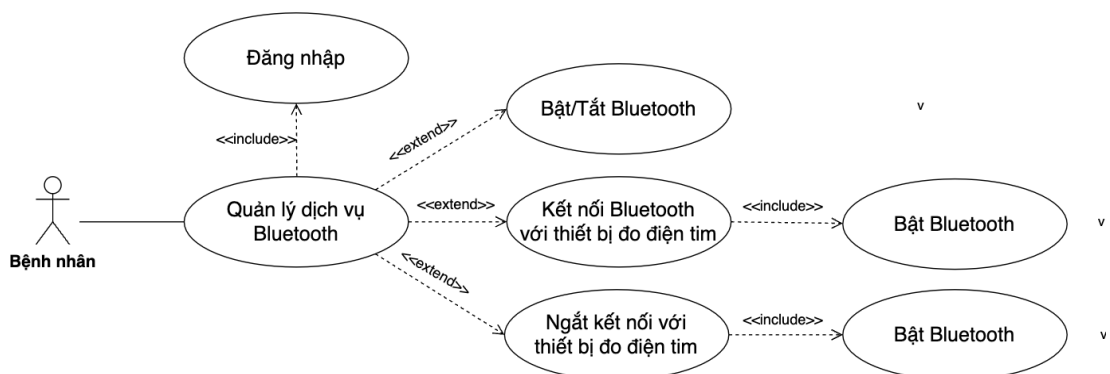 Đăng nhập
<<include>>
Bật/Tắt Bluetooth
v
<<extend>>
Quản lý dịch vụ
Bluetooth
<<extend>>
Kết nối Bluetooth
với thiết bị đo điện tim
<<include>>
Bật Bluetooth
v
Bệnh nhân
<<extend>>
Ngắt kết nối với
thiết bị đo điện tim
<<include>>
Bật Bluetooth
v